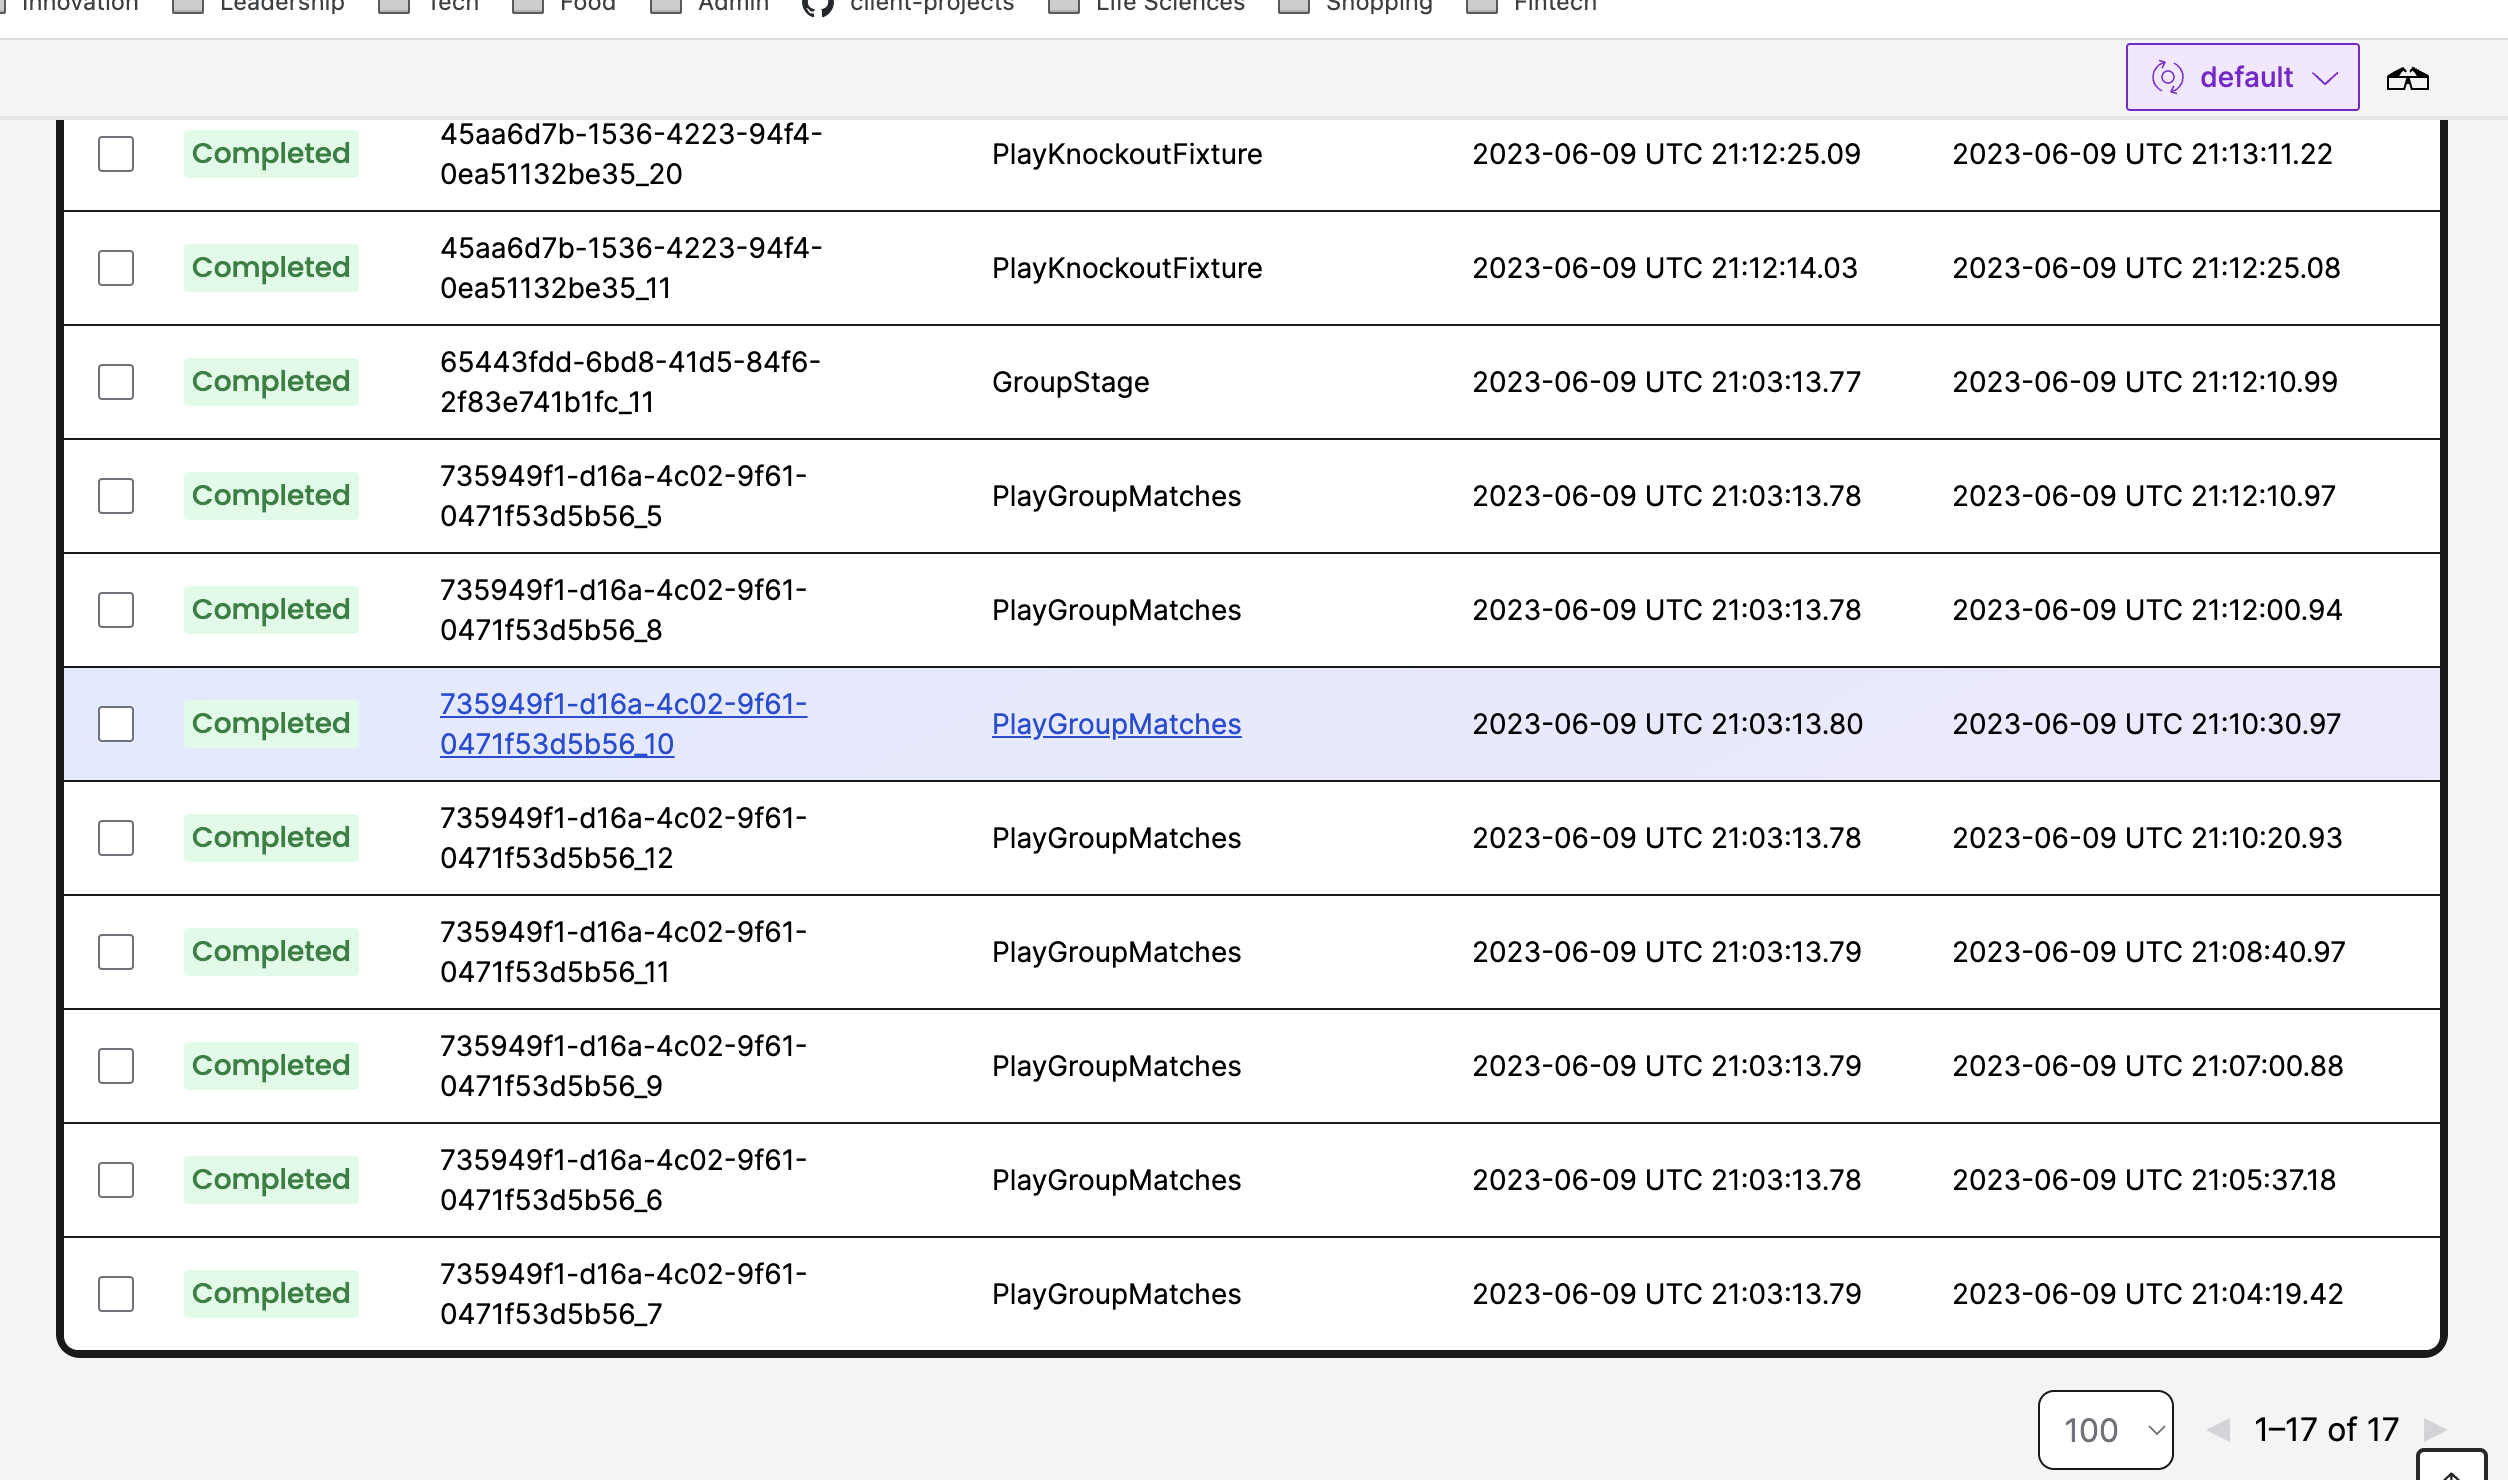 Innovation Leadership Tech Food Admin client-projects Life Sciences Shopping Fintech
default
Completed 45aa6d7b-1536-4223-94f4- PlayKnockoutFixture 2023-06-09 UTC 21:12:25.09 2023-06-09 UTC 21:13:11.22
0ea51132be35_20
Completed 45aa6d7b-1536-4223-94f4- PlayKnockoutFixture 2023-06-09 UTC 21:12:14.03 2023-06-09 UTC 21:12:25.08
0ea51132be35_11
Completed 65443fdd-6bd8-41d5-84f6- GroupStage 2023-06-09 UTC 21:03:13.77 2023-06-09 UTC 21:12:10.99
2f83e741b1fc_11
Completed 735949f1-d16a-4c02-9f61- PlayGroupMatches 2023-06-09 UTC 21:03:13.78 2023-06-09 UTC 21:12:10.97
0471f53d5b56_5
Completed 735949f1-d16a-4c02-9f61- PlayGroupMatches 2023-06-09 UTC 21:03:13.78 2023-06-09 UTC 21:12:00.94
0471f53d5b56_8
Completed 735949f1-d16a-4c02-9f61- PlayGroupMatches 2023-06-09 UTC 21:03:13.80 2023-06-09 UTC 21:10:30.97
0471f53d5b56_10
Completed 735949f1-d16a-4c02-9f61- PlayGroupMatches 2023-06-09 UTC 21:03:13.78 2023-06-09 UTC 21:10:20.93
0471f53d5b56_12
Completed 735949f1-d16a-4c02-9f61- PlayGroupMatches 2023-06-09 UTC 21:03:13.79 2023-06-09 UTC 21:08:40.97
0471f53d5b56_11
Completed 735949f1-d16a-4c02-9f61- PlayGroupMatches 2023-06-09 UTC 21:03:13.79 2023-06-09 UTC 21:07:00.88
0471f53d5b56_9
Completed 735949f1-d16a-4c02-9f61- PlayGroupMatches 2023-06-09 UTC 21:03:13.78 2023-06-09 UTC 21:05:37.18
0471f53d5b56_6
Completed 735949f1-d16a-4c02-9f61- PlayGroupMatches 2023-06-09 UTC 21:03:13.79 2023-06-09 UTC 21:04:19.42
0471f53d5b56_7
100 1–17 of 17